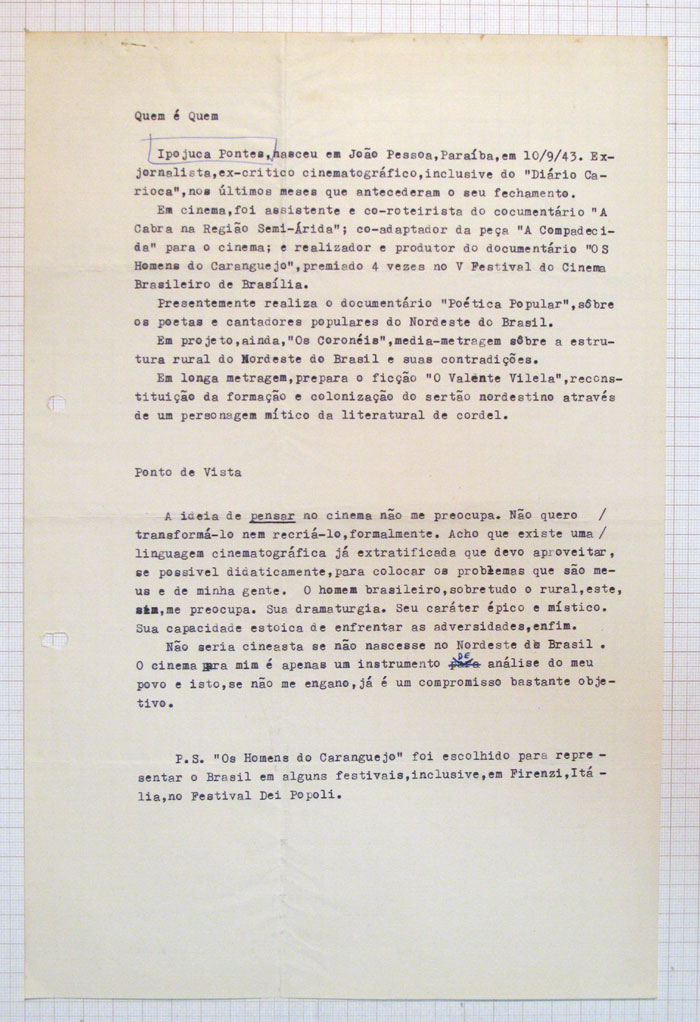 Quem é Quem
Ipojuca Pontes,nasceu em João Pessoa,Paraíba,em 10/9/43. Ex-
jornalista,ex-crítico cinematográfico,inclusive do "Diário Ca-
rioca",nos últimos meses que antecederam o seu fechamento.
Em cinema,foi assistente e co-roteirista do cocumentário "A
Cabra na Região Semi-Árida"; co-adaptador da peça "A Compadeci-
da" para o cinema; e realizador e produtor do documentário "OS
Homens do Caranguejo",premiado 4 vezes no V Festival do Cinema
Brasileiro de Brasília.
Presentemente realiza o documentário "Poética Popular",sôbre
os poetas e cantadores populares do Nordeste do Brasil.
Em projeto,ainda,"Os Coronéis",media-metragem sôbre a estru-
tura rural do Nordeste do Brasil e suas contradições.
Em longa metragem,prepara o ficção "O Valente Vilela",recons-
tituição da formação e colonização do sertão nordestino através
de um personagem mítico da literatural de cordel.
Ponto de Vista
A ideia de pensar no cinema não me preocupa. Não quero /
transformá-lo nem recriá-lo,formalmente. Acho que existe uma/
linguagem cinematográfica já extratificada que devo aproveitar,
se possivel didaticamente,para colocar os problemas que são me-
us e de minha gente. O homem brasileiro,sobretudo o rural,este,
sim,me preocupa. Sua dramaturgia. Seu caráter épico e místico.
Sua capacidade estoica de enfrentar as adversidades,enfim.
Não seria cineasta se não nascesse no Nordeste do Brasil .
O cinema pra mim é apenas um instrumento para DE análise do meu
povo e isto,se não me engano,já é um compromisso bastante obje-
tivo.
P.S. "Os Homens do Caranguejo" foi escolhido para repre -
sentar o Brasil em alguns festivais,inclusive,em Firenzi,Itá -
lia,no Festival Dei Popoli.